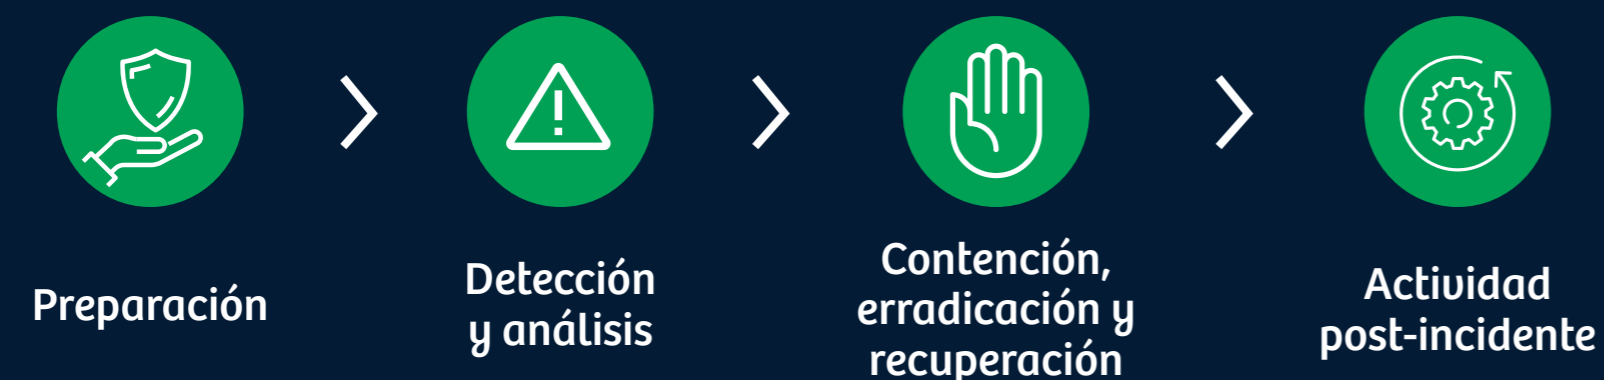 Preparación
Detección
y análisis
Contención,
erradicación y
recuperación
Actividad
post-incidente